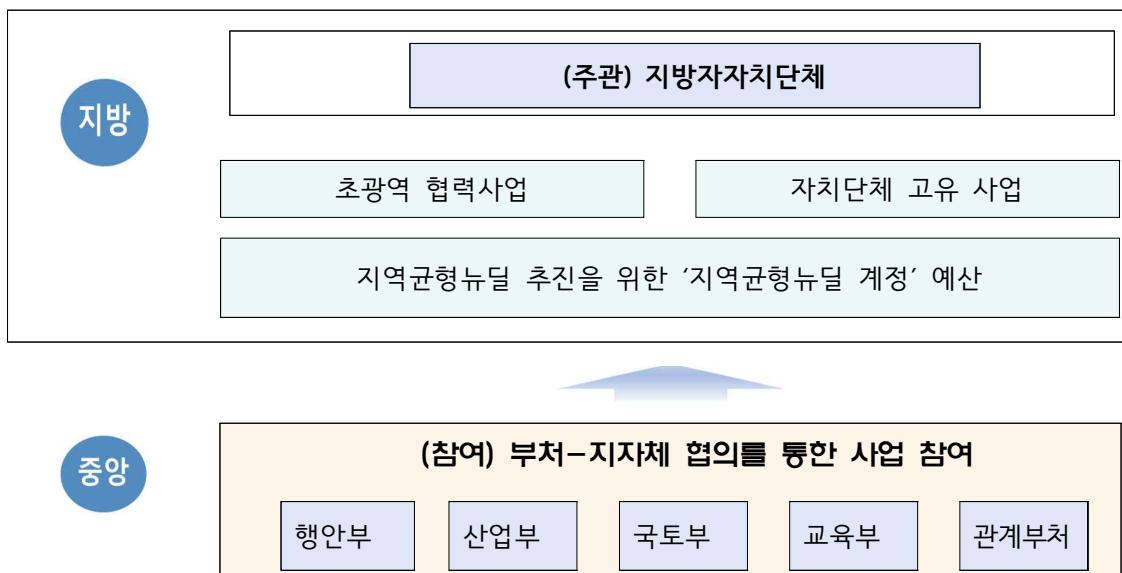 지방
(주관) 지방자자치단체
초광역 협력사업
자치단체 고유 사업
지역균형뉴딜 추진을 위한 ‘지역균형뉴딜 계정’ 예산
중앙
(참여) 부처-지자체 협의를 통한 사업 참여
행안부
산업부
국토부
교육부
관계부처